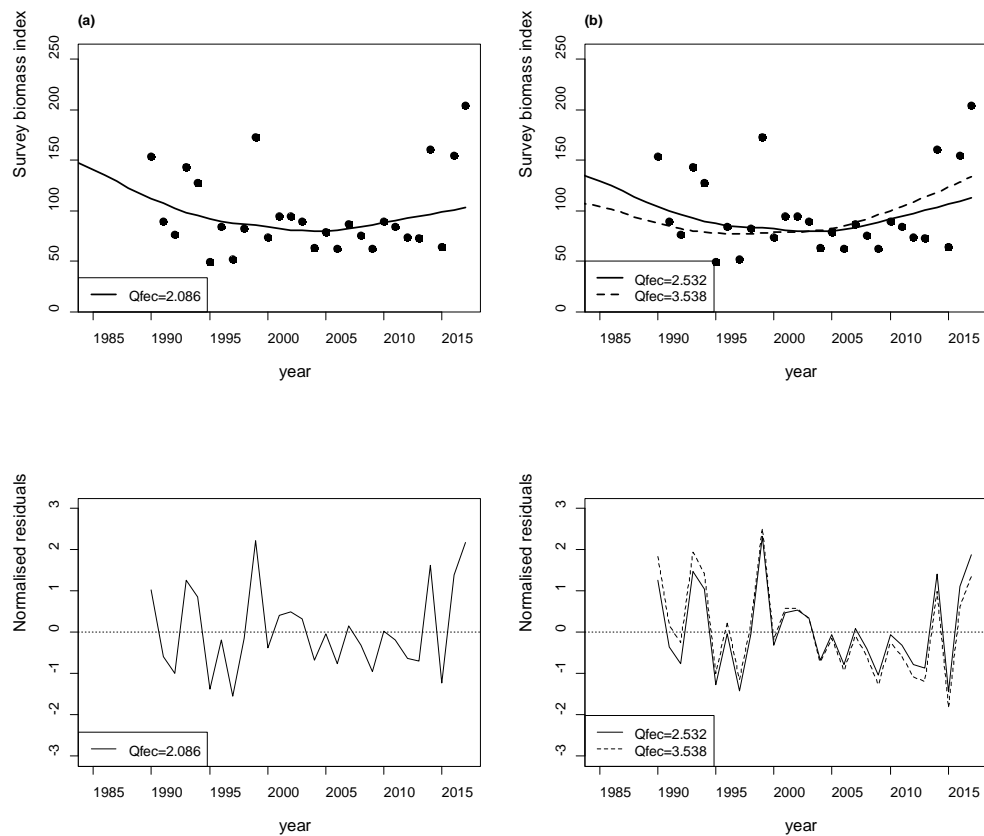 (a)
Survey biomass index
250
200
150
100
50
0
Qfec=2.086
1985 1990 1995 2000 2005 2010 2015
year
(b)
Survey biomass index
250
200
150
100
50
0
Qfec=2.532
Qfec=3.538
1985 1990 1995 2000 2005 2010 2015
year
Normalised residuals
3
2
1
0
-1
-2
-3
Qfec=2.086
1985 1990 1995 2000 2005 2010 2015
year
Normalised residuals
3
2
1
0
-1
-2
-3
Qfec=2.532
Qfec=3.538
1985 1990 1995 2000 2005 2010 2015
year